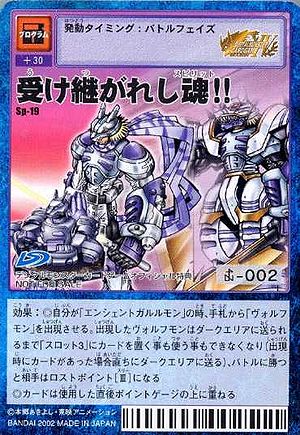 プログラム
発動タイミング：バトルフェイズ
+30
受け継がれし魂!!
スピリット
Sp-19
-002
NOT FOR SALE
効果：◎自分が「エンシェントガルルモン」の時、手札から「ヴォルフ
モン」を出現させる。出現したヴォルフモンはダークエリアに送られ
るまで「スロット3」にカードを置く事も使う事もできなくなり［出現
時にカードがあった場合直ちにダークエリアに送る］、バトルに勝つ
と相手はロストポイント［Ⅲ］になる
◎カードは使用した直後ポイントゲージの上に重ねる
©本郷あきよし・東映アニメーション
BANDAI 2002 MADE IN JAPAN